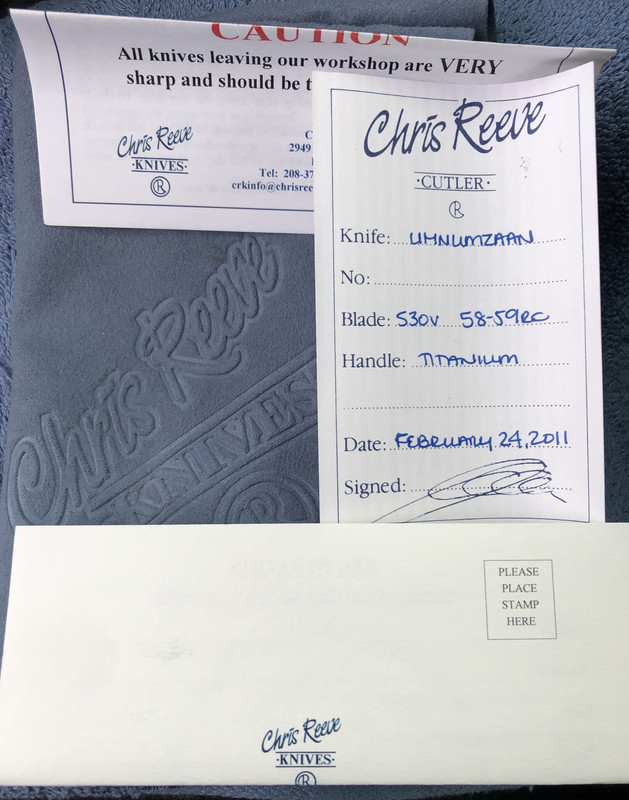 CAUTION
All knives leaving our workshop are VERY
sharp and should be
Chris Reeve
·KNIVES·
R
C
2949
Tel: 208-37
crkinfo@chrisree
Chris Reeve
·CUTLER·
R
Knife: UMNUMZAAN
No:
Blade: S30V 58-59RC
Handle: TITANIUM
Date: FEBRUARY 24, 2011
Signed:
Chris Reeve
KNIVES
R
PLEASE
PLACE
STAMP
HERE
Chris Reeve
·KNIVES·
R